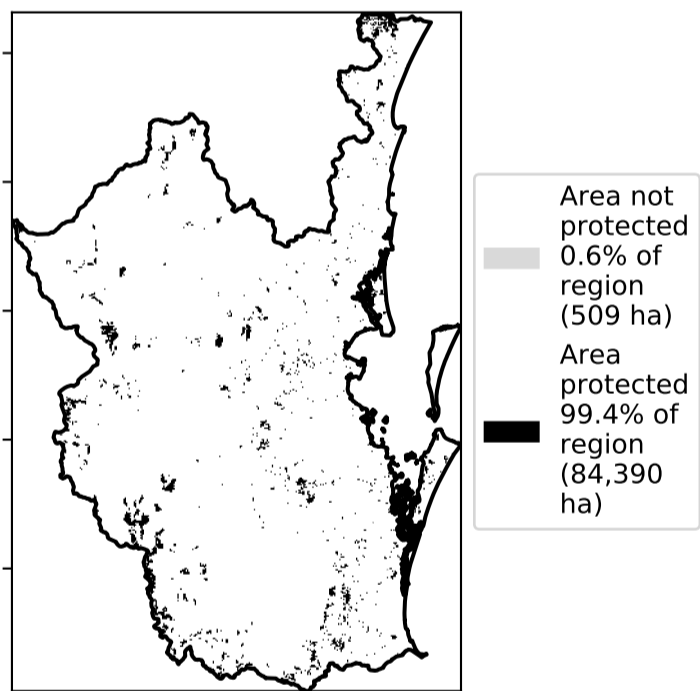 Area not
protected
0.6% of
region
(509 ha)
Area
protected
99.4% of
region
(84,390
ha)